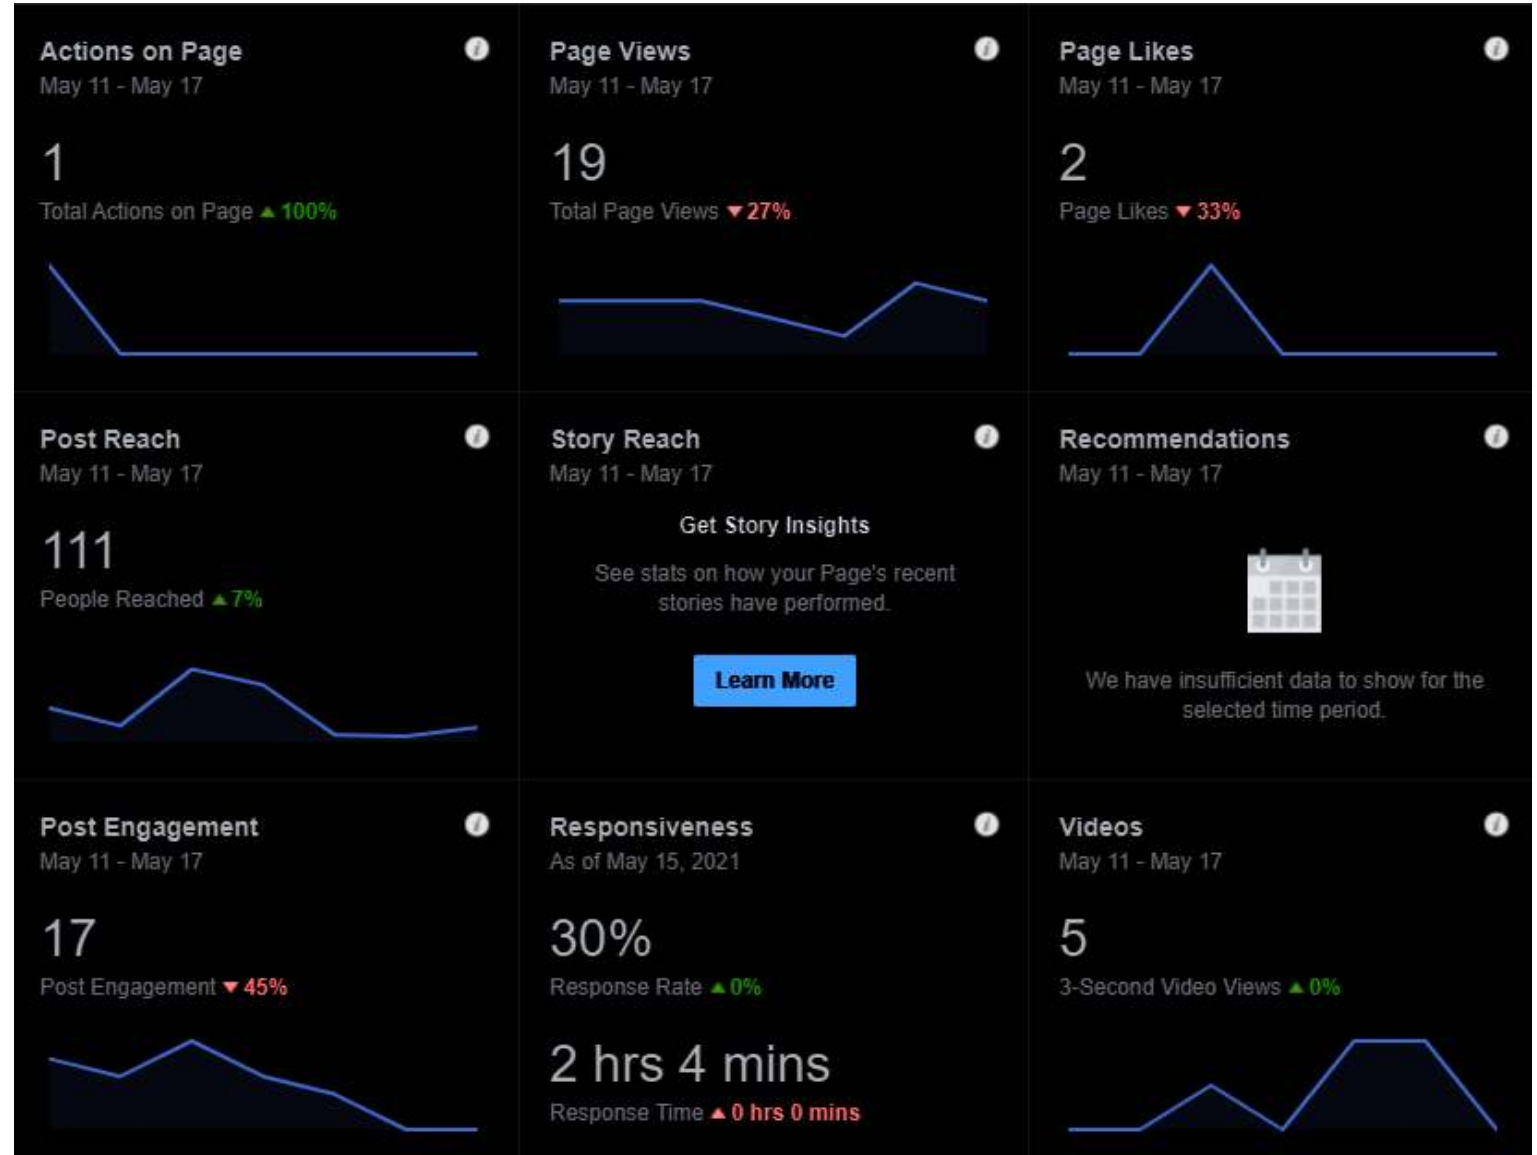 Actions on Page
May 11 - May 17
1
Total Actions on Page ▲ 100%
Page Views
May 11 - May 17
19
Total Page Views ▼ 27%
Page Likes
May 11 - May 17
2
Page Likes ▼ 33%
Post Reach
May 11 - May 17
111
People Reached ▲ 7%
Story Reach
May 11 - May 17
Get Story Insights
See stats on how your Page's recent
stories have performed.
Learn More
Recommendations
May 11 - May 17
We have insufficient data to show for the
selected time period.
Post Engagement
May 11 - May 17
17
Post Engagement ▼ 45%
Responsiveness
As of May 15, 2021
30%
Response Rate ▲ 0%
2 hrs 4 mins
Response Time ▲ 0 hrs 0 mins
Videos
May 11 - May 17
5
3-Second Video Views ▲ 0%